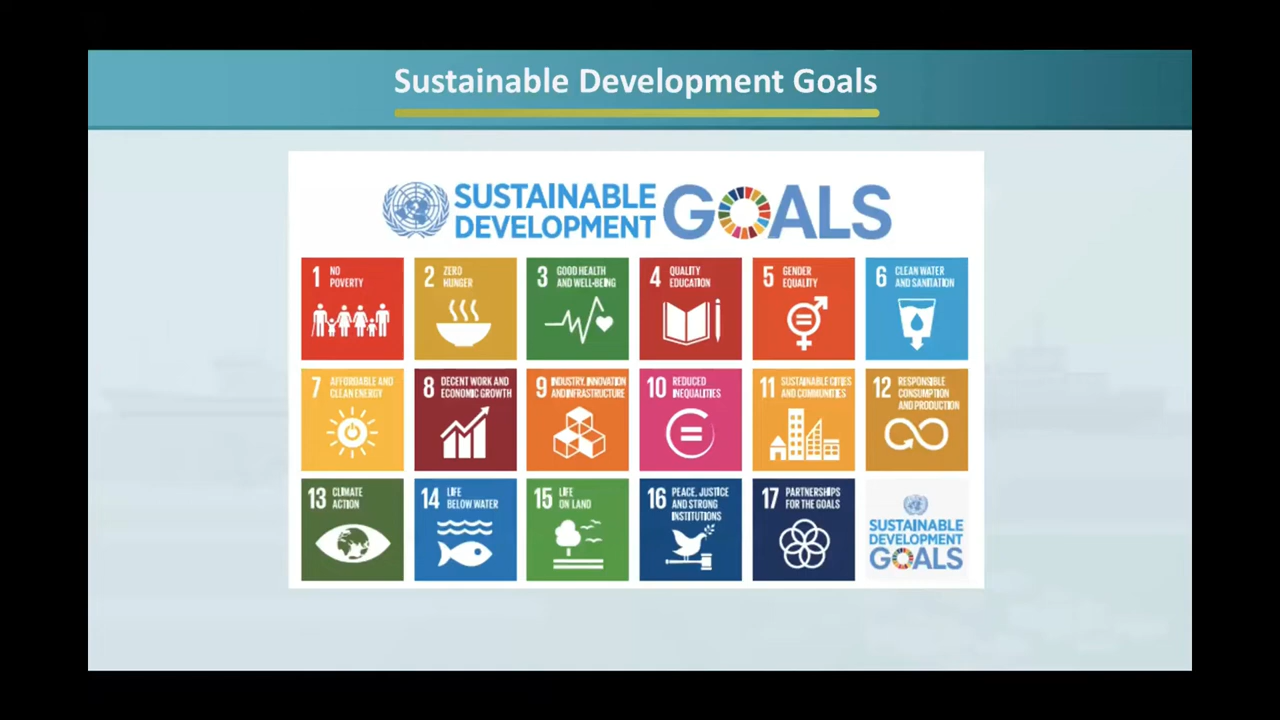 Sustainable Development Goals
SUSTAINABLE
DEVELOPMENT
GOALS
1 NO
POVERTY
2 ZERO
HUNGER
3 GOOD HEALTH
AND WELL-BEING
4 QUALITY
EDUCATION
5 GENDER
EQUALITY
6 CLEAN WATER
AND SANITATION
7 AFFORDABLE AND
CLEAN ENERGY
8 DECENT WORK AND
ECONOMIC GROWTH
9 INDUSTRY, INNOVATION
AND INFRASTRUCTURE
10 REDUCED
INEQUALITIES
11 SUSTAINABLE CITIES
AND COMMUNITIES
12 RESPONSIBLE
CONSUMPTION
AND PRODUCTION
13 CLIMATE
ACTION
14 LIFE
BELOW WATER
15 LIFE
ON LAND
16 PEACE, JUSTICE
AND STRONG
INSTITUTIONS
17 PARTNERSHIPS
FOR THE GOALS
SUSTAINABLE
DEVELOPMENT
GOALS